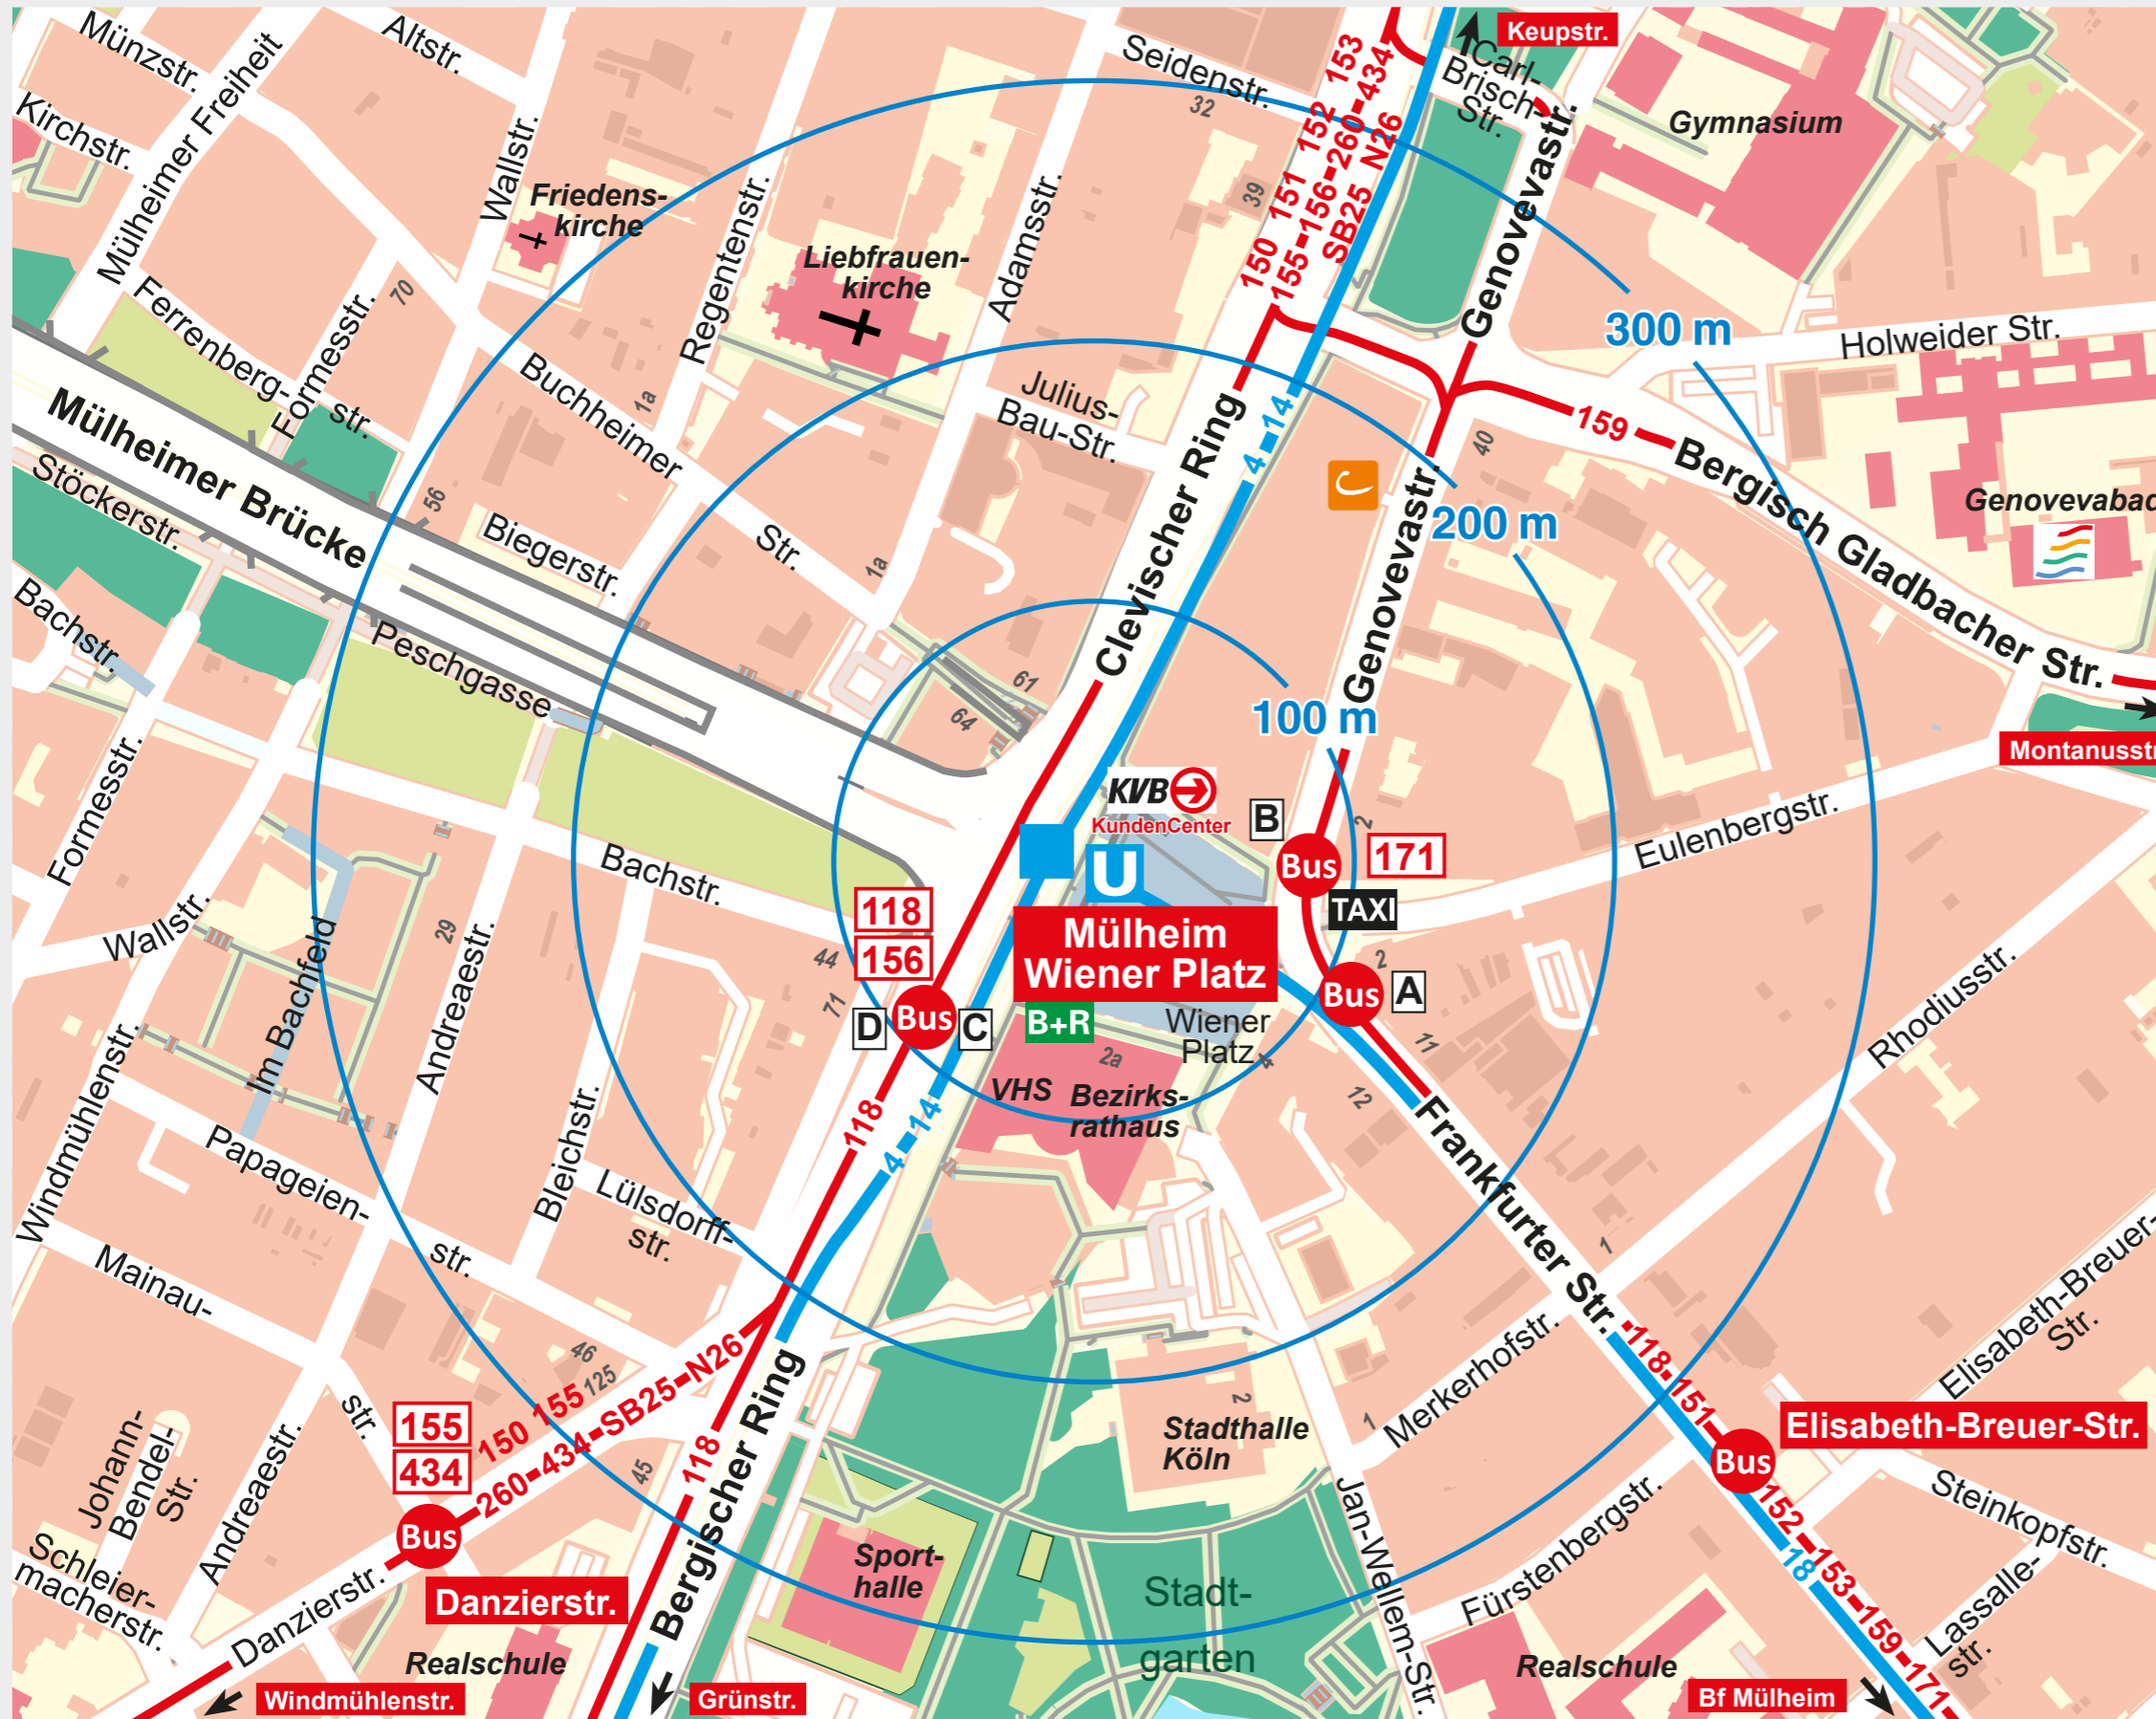 Münzstr.
Altstr.
Kirchstr.
Mülheimer Freiheit
Wallstr.
Seidenstr.
32
39
Keupstr.
Carl-
Brisch-
Str.
Gymnasium
150 151 152 153
155-156-260-434
SB25 N26
Genovevastr.
Friedens-
kirche
Liebfrauen-
kirche
Regentenstr.
Adamsstr.
Ferrenberg-
str.
Formesstr.
70
Buchheimer
Str.
1a
1a
Julius-
Bau-Str.
300 m
Holweider Str.
159
Bergisch Gladbacher Str.
Genovevabad
Mülheimer Brücke
Stöckerstr.
56
Biegerstr.
Clevischer Ring
4-14
40
200 m
Genovevastr.
Bachstr.
Peschgasse
61
64
100 m
Montanusstr.
KVB
KundenCenter
B
Bus
2
171
Eulenbergstr.
Formesstr.
Bachstr.
U
TAXI
118
156
Mülheim
Wiener Platz
Wallstr.
29
Im Bachfeld
Andreaestr.
44
71
D
Bus
C
B+R
Wiener
Platz
4
2
Bus
A
11
12
2a
VHS
Bezirks-
rathaus
Rhodiusstr.
Windmühlenstr.
118
4-14
Frankfurter Str.
Papageien-
str.
Bleichstr.
Lülsdorff-
str.
1
Mainau-
str.
46
125
Merkerhofstr.
1
Elisabeth-Breuer-
Str.
118-151
Elisabeth-Breuer-Str.
Bus
155
434
150 155
260-434-SB25-N26
118
45
Bergischer Ring
Stadthalle
Köln
2
Johann-
Bendel-
Str.
Andreaestr.
Bus
Danzierstr.
Danzierstr.
Schleier-
macherstr.
Sport-
halle
Stadt-
garten
Jan-Wellem-Str.
Fürstenbergstr.
152-153-159-171
18
Steinkopfstr.
Lassalle-
str.
Realschule
Realschule
Windmühlenstr.
Grünstr.
Bf Mülheim